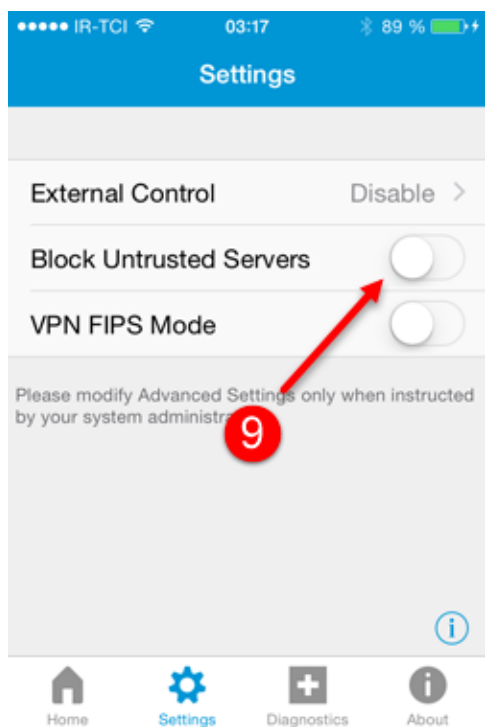 IR-TCI 03:17 89 %
Settings
External Control Disable
Block Untrusted Servers
VPN FIPS Mode
Please modify Advanced Settings only when instructed
by your system
9
Home Settings Diagnostics About